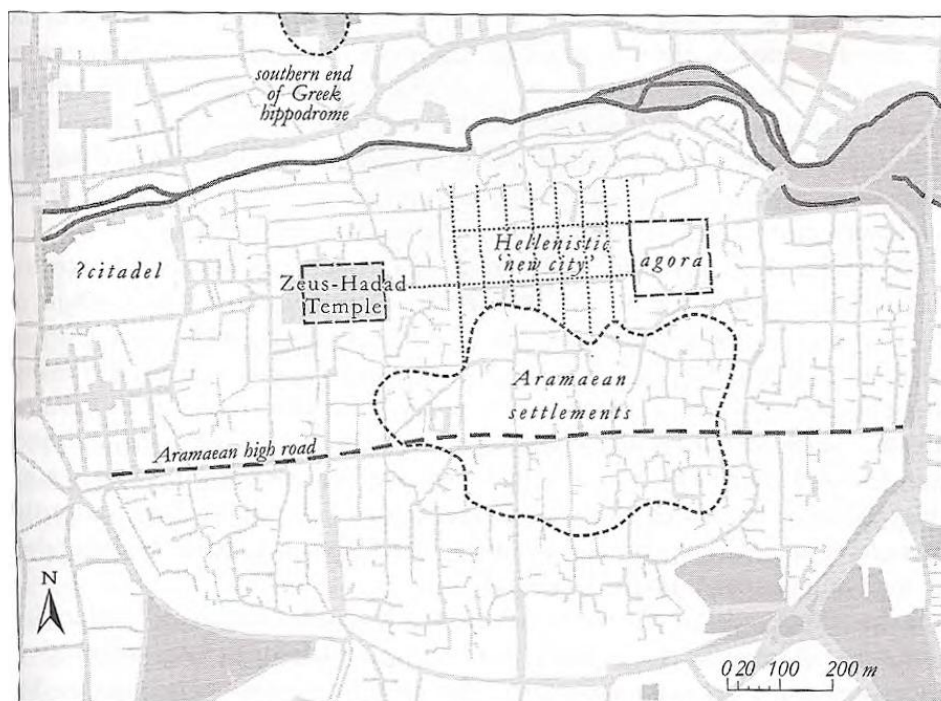 southern end
of Greek
hippodrome
?citadel
Zeus-Hadad
Temple
Hellenistic
'new city'
agora
Aramaean
settlements
Aramaean high road
N
0 20 100 200 m